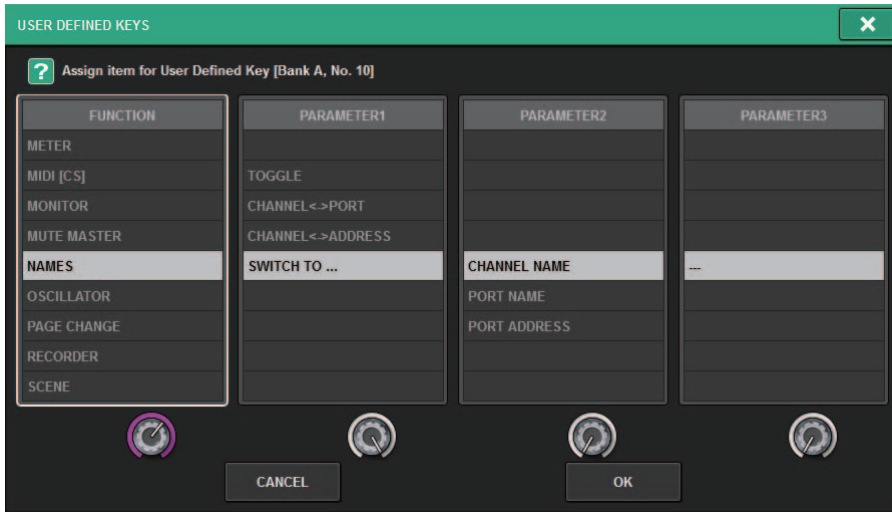 USER DEFINED KEYS
Assign item for User Defined Key [Bank A, No. 10]
FUNCTION PARAMETER1 PARAMETER2 PARAMETER3
METER
MIDI [CS] TOGGLE
MONITOR CHANNEL<->PORT
MUTE MASTER CHANNEL<->ADDRESS
NAMES SWITCH TO ... CHANNEL NAME ---
OSCILLATOR PORT NAME
PAGE CHANGE PORT ADDRESS
RECORDER
SCENE
CANCEL OK